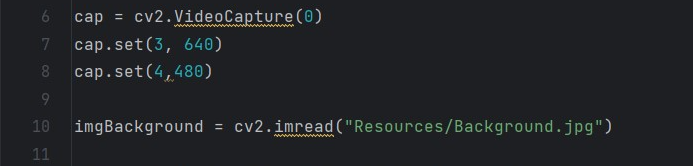 6 cap = cv2.VideoCapture(0)
7 cap.set(3, 640)
8 cap.set(4,480)
9
10 imgBackground = cv2.imread("Resources/Background.jpg")
11